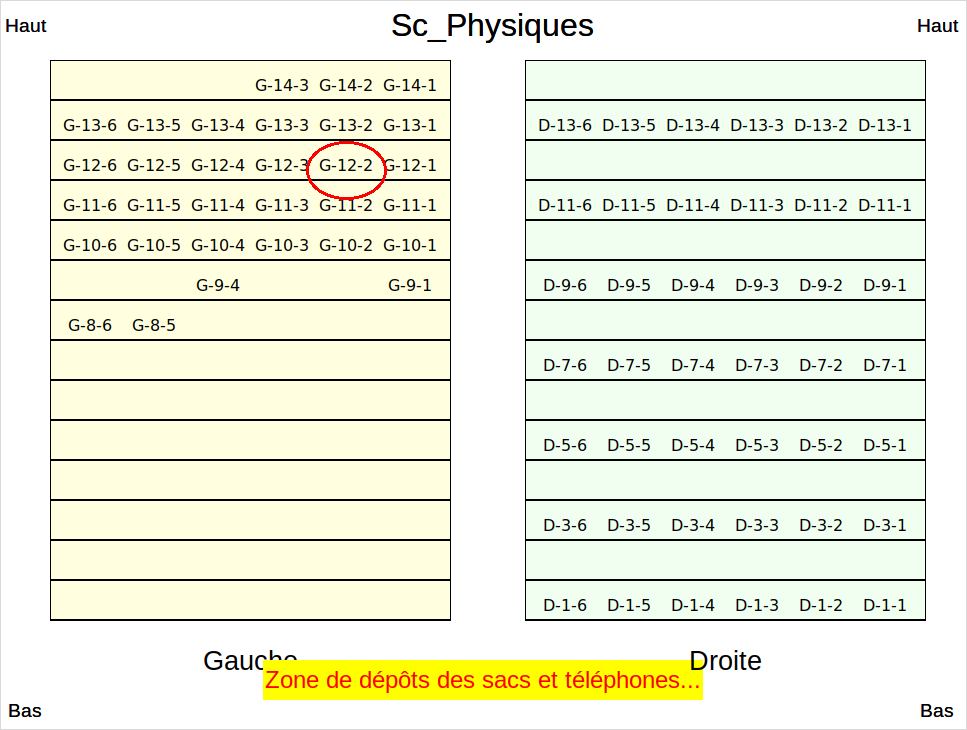 Haut Sc_Physiques Haut
G-14-3 G-14-2 G-14-1
G-13-6 G-13-5 G-13-4 G-13-3 G-13-2 G-13-1 D-13-6 D-13-5 D-13-4 D-13-3 D-13-2 D-13-1
G-12-6 G-12-5 G-12-4 G-12-3 G-12-2 G-12-1
G-11-6 G-11-5 G-11-4 G-11-3 G-11-2 G-11-1 D-11-6 D-11-5 D-11-4 D-11-3 D-11-2 D-11-1
G-10-6 G-10-5 G-10-4 G-10-3 G-10-2 G-10-1
G-9-4 G-9-1 D-9-6 D-9-5 D-9-4 D-9-3 D-9-2 D-9-1
G-8-6 G-8-5
D-7-6 D-7-5 D-7-4 D-7-3 D-7-2 D-7-1
D-5-6 D-5-5 D-5-4 D-5-3 D-5-2 D-5-1
D-3-6 D-3-5 D-3-4 D-3-3 D-3-2 D-3-1
D-1-6 D-1-5 D-1-4 D-1-3 D-1-2 D-1-1
Gauche Droite
Zone de dépôts des sacs et téléphones...
Bas Bas